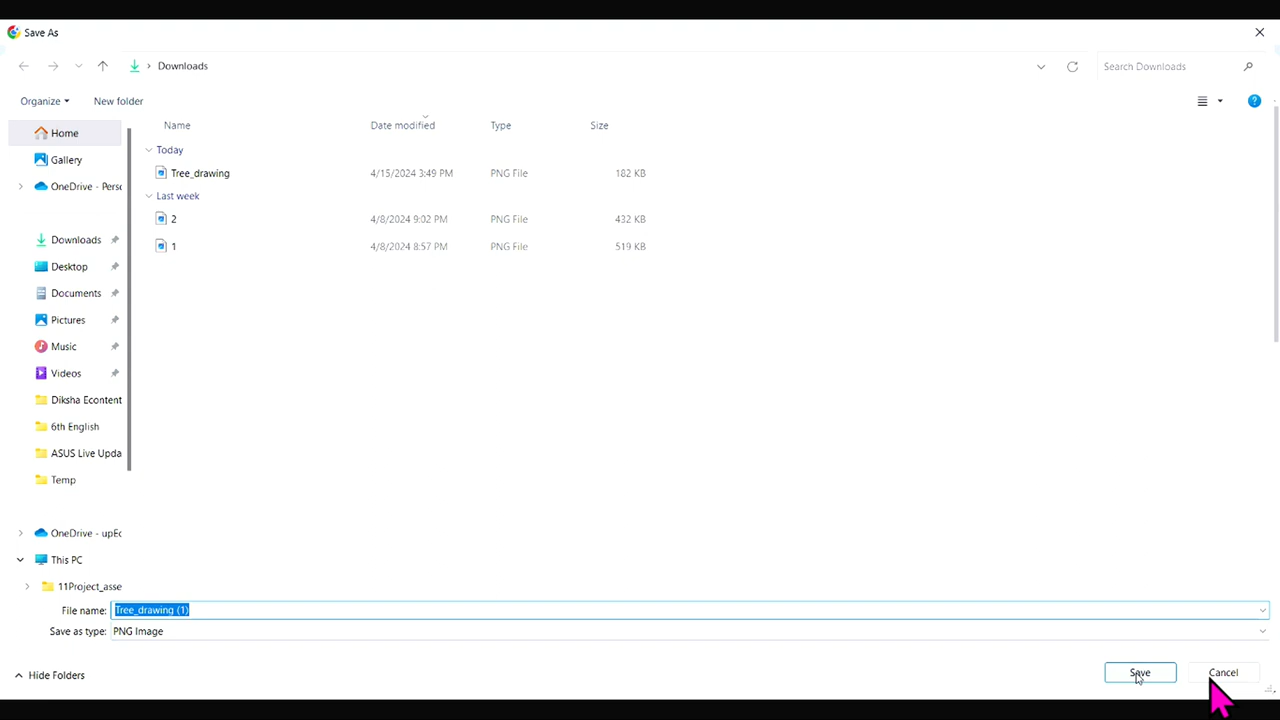 Save As
Downloads
Search Downloads
Organize
New folder
Name Date modified Type Size
Home
Gallery
OneDrive - Persc
Downloads
Desktop
Documents
Pictures
Music
Videos
Diksha Econtent
6th English
ASUS Live Upda
Temp
OneDrive - upEc
This PC
11Project_asse
Today
Tree_drawing 4/15/2024 3:49 PM PNG File 182 KB
Last week
2 4/8/2024 9:02 PM PNG File 432 KB
1 4/8/2024 8:57 PM PNG File 519 KB
File name: Tree_drawing (1)
Save as type: PNG Image
Hide Folders
Save
Cancel